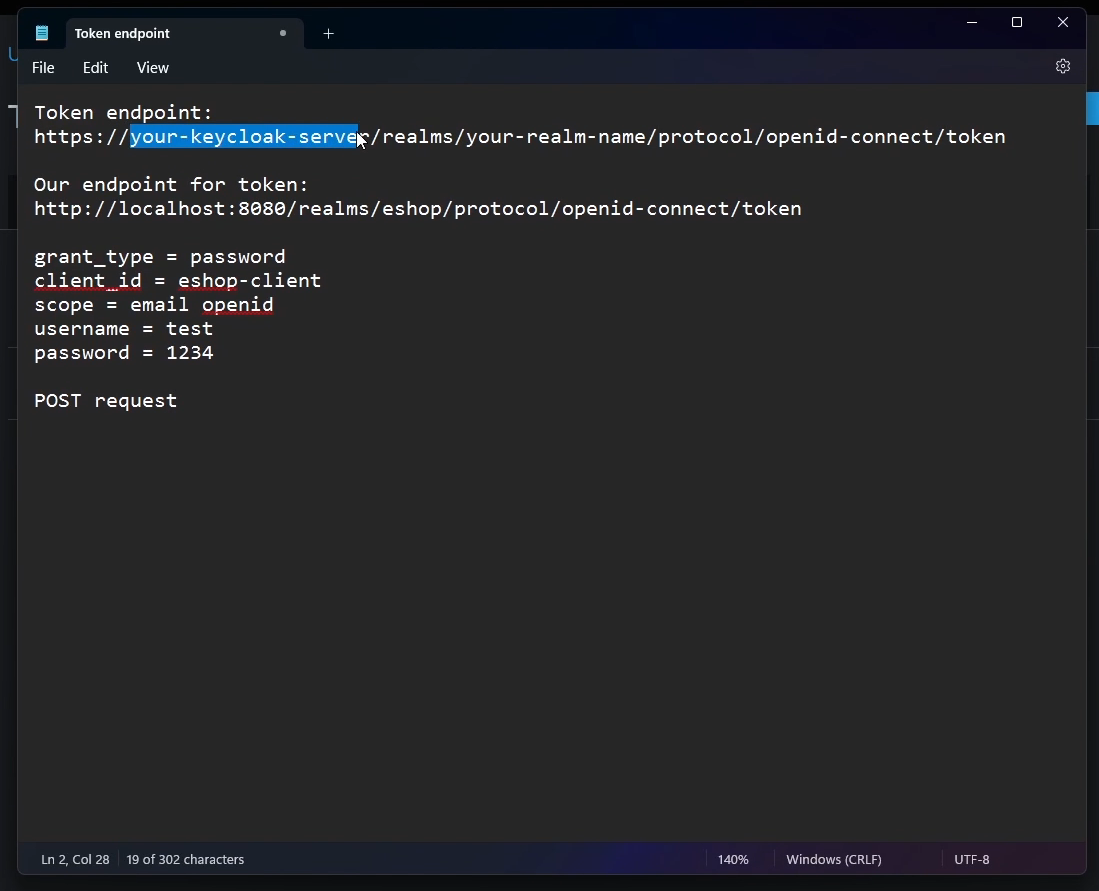 Token endpoint
File Edit View
Token endpoint:
https://your-keycloak-server/realms/your-realm-name/protocol/openid-connect/token
Our endpoint for token:
http://localhost:8080/realms/eshop/protocol/openid-connect/token
grant_type = password
client_id = eshop-client
scope = email openid
username = test
password = 1234
POST request
Ln 2, Col 28 19 of 302 characters 140% Windows (CRLF) UTF-8